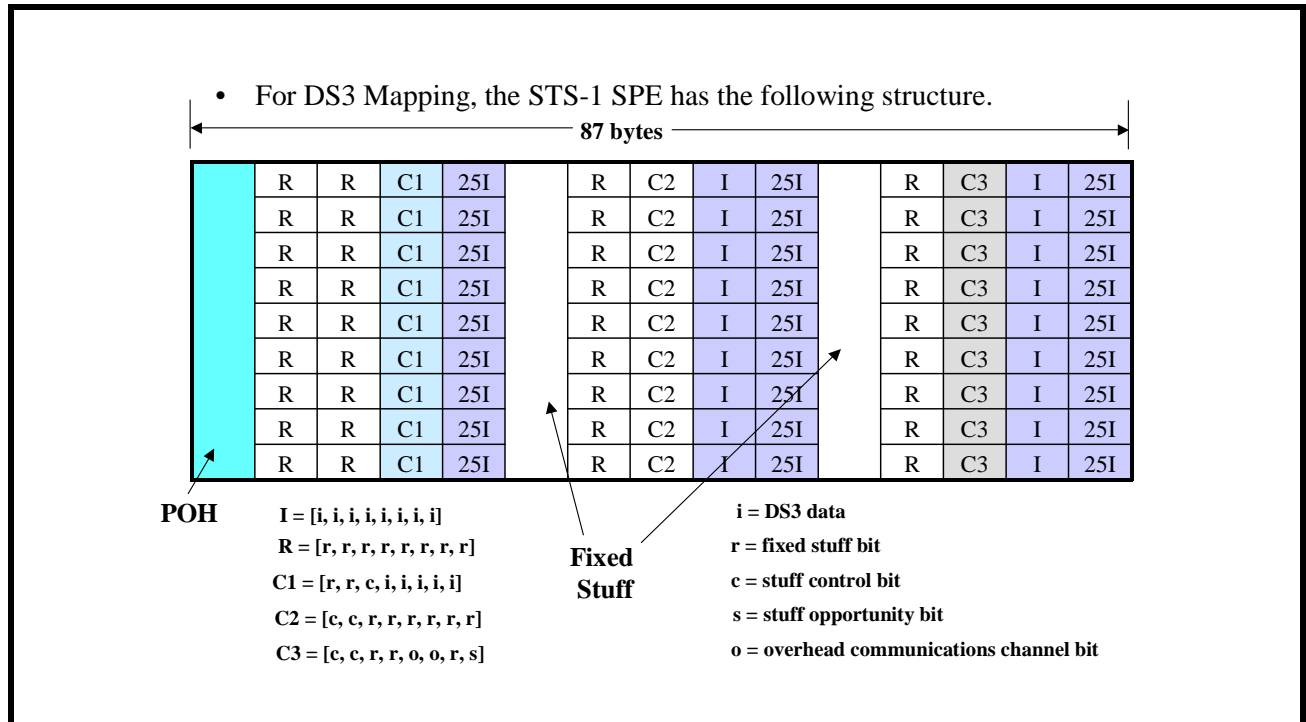 • For DS3 Mapping, the STS-1 SPE has the following structure.
87 bytes
R R C1 25I R C2 I 25I R C3 I 25I
R R C1 25I R C2 I 25I R C3 I 25I
R R C1 25I R C2 I 25I R C3 I 25I
R R C1 25I R C2 I 25I R C3 I 25I
R R C1 25I R C2 I 25I R C3 I 25I
R R C1 25I R C2 I 25I R C3 I 25I
R R C1 25I R C2 I 25I R C3 I 25I
R R C1 25I R C2 I 25I R C3 I 25I
R R C1 25I R C2 I 25I R C3 I 25I
POH
I = [i, i, i, i, i, i, i, i]
R = [r, r, r, r, r, r, r, r]
C1 = [r, r, c, i, i, i, i, i]
C2 = [c, c, r, r, r, r, r, r]
C3 = [c, c, r, r, o, o, r, s]
Fixed
Stuff
i = DS3 data
r = fixed stuff bit
c = stuff control bit
s = stuff opportunity bit
o = overhead communications channel bit